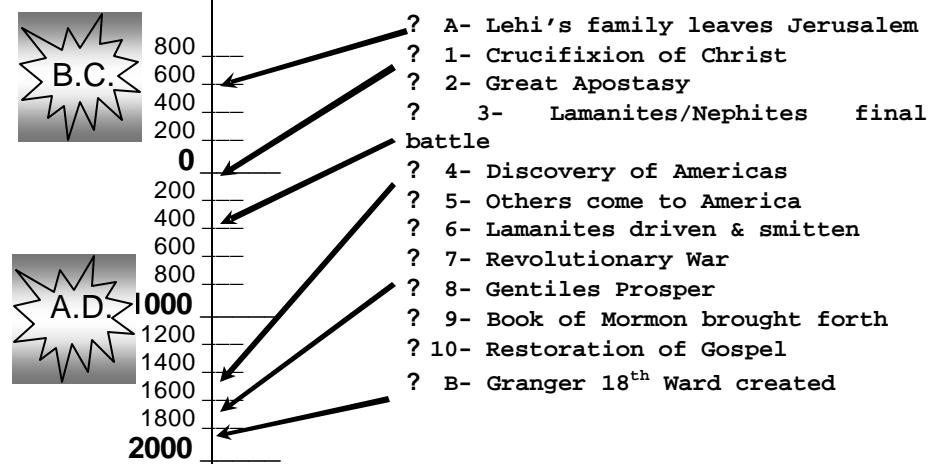 B.C.
800
600
400
200
0
200
400
600
800
1000
1200
1400
1600
1800
2000
A.D.
? A- Lehi's family leaves Jerusalem
? 1- Crucifixion of Christ
? 2- Great Apostasy
? 3- Lamanites/Nephites final
battle
? 4- Discovery of Americas
? 5- Others come to America
? 6- Lamanites driven & smitten
? 7- Revolutionary War
? 8- Gentiles Prosper
? 9- Book of Mormon brought forth
? 10- Restoration of Gospel
? B- Granger 18th Ward created